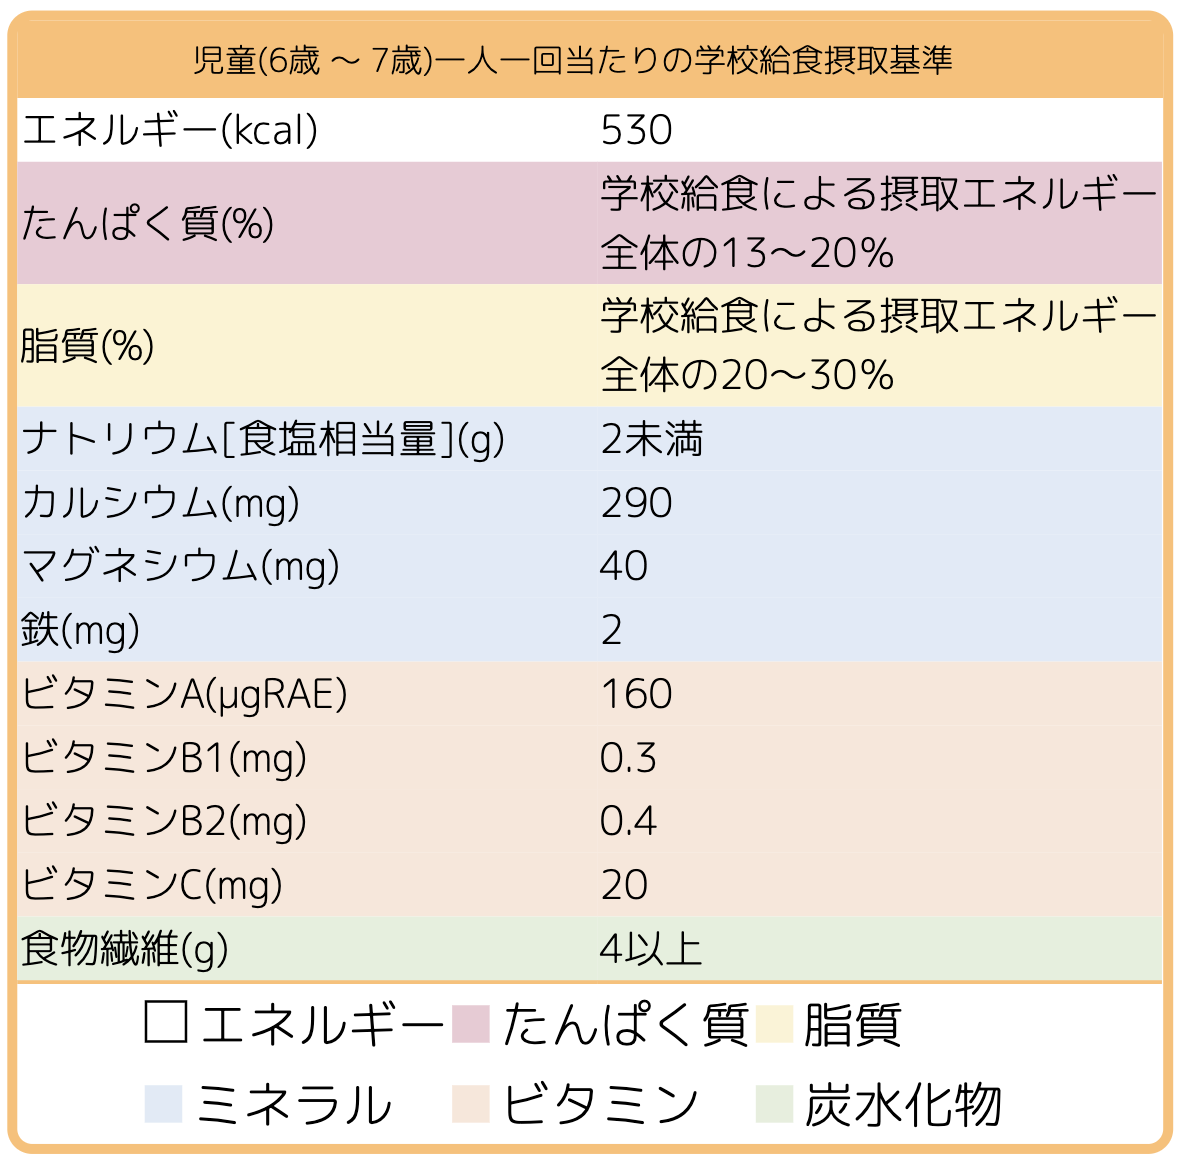 児童(6歳 ～ 7歳)一人一回当たりの学校給食摂取基準
エネルギー(kcal) 530
たんぱく質(%) 学校給食による摂取エネルギー
全体の13～20%
脂質(%) 学校給食による摂取エネルギー
全体の20～30%
ナトリウム[食塩相当量](g) 2未満
カルシウム(mg) 290
マグネシウム(mg) 40
鉄(mg) 2
ビタミンA(μgRAE) 160
ビタミンB1(mg) 0.3
ビタミンB2(mg) 0.4
ビタミンC(mg) 20
食物繊維(g) 4以上
エネルギー たんぱく質 脂質
ミネラル ビタミン 炭水化物